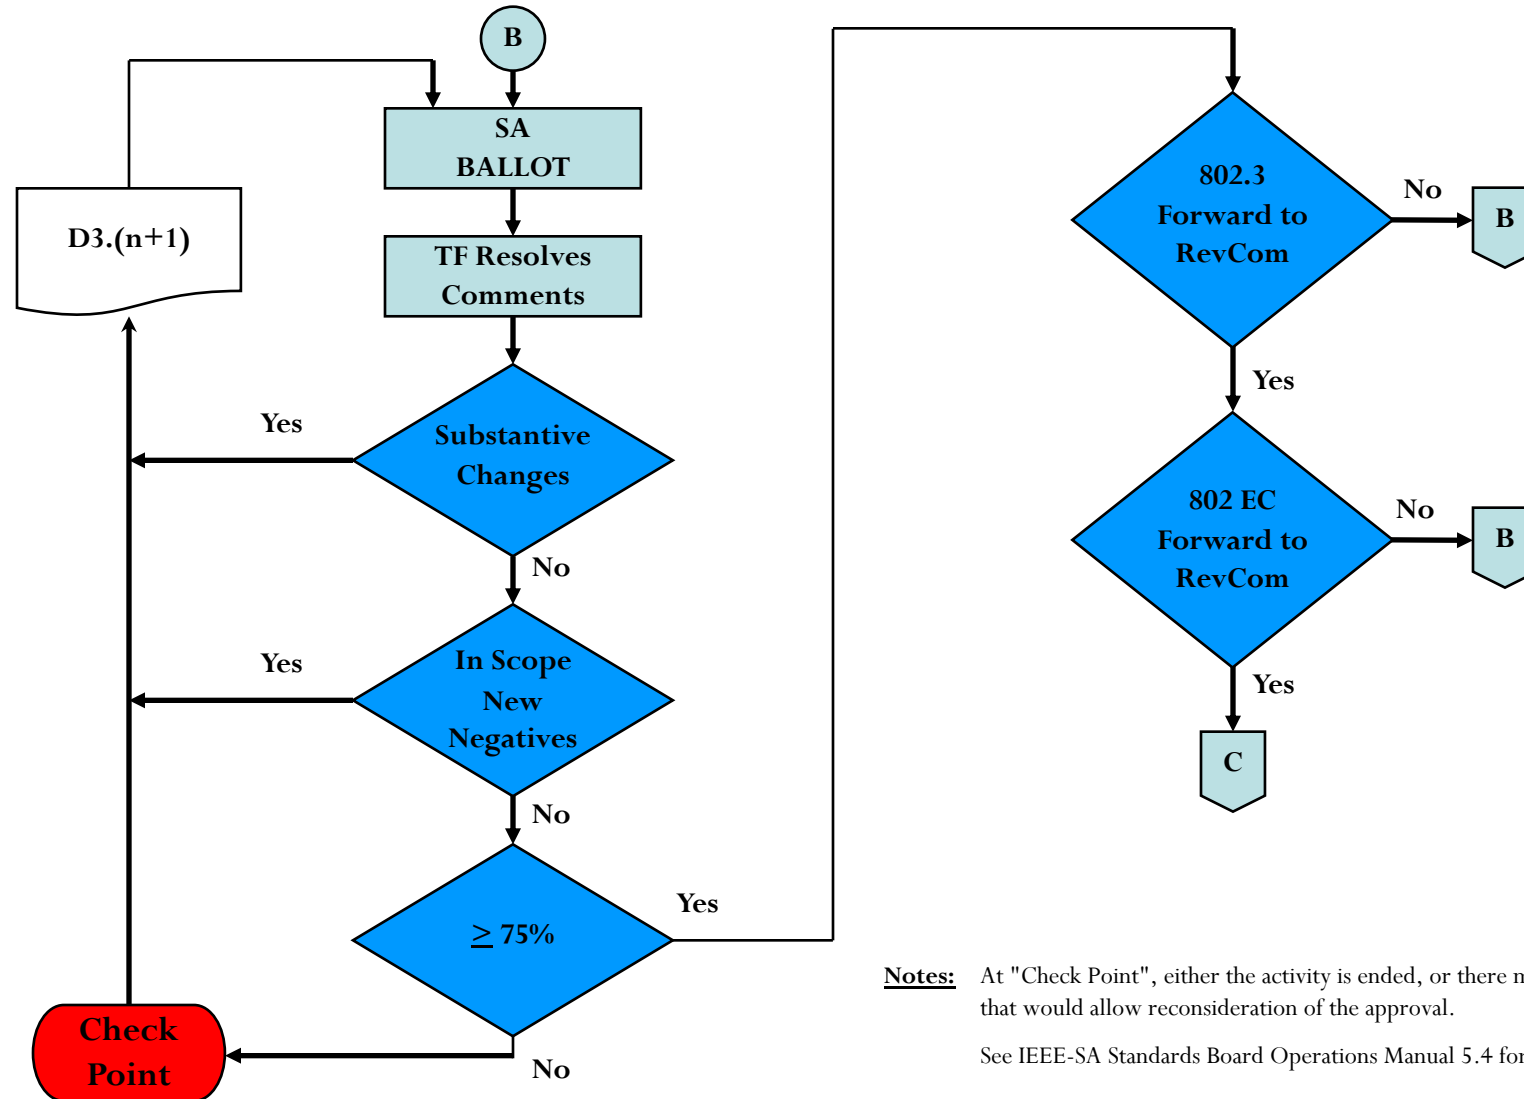 B
SA
BALLOT
D3.(n+1)
TF Resolves
Comments
Yes
Substantive
Changes
No
Yes
In Scope
New
Negatives
No
≥ 75%
Yes
Check
Point
No
802.3
Forward to
RevCom
No
B
Yes
802 EC
Forward to
RevCom
No
B
Yes
C
Notes: At "Check Point", either the activity is ended, or there
that would allow reconsideration of the approval.
See IEEE-SA Standards Board Operations Manual 5.4 for